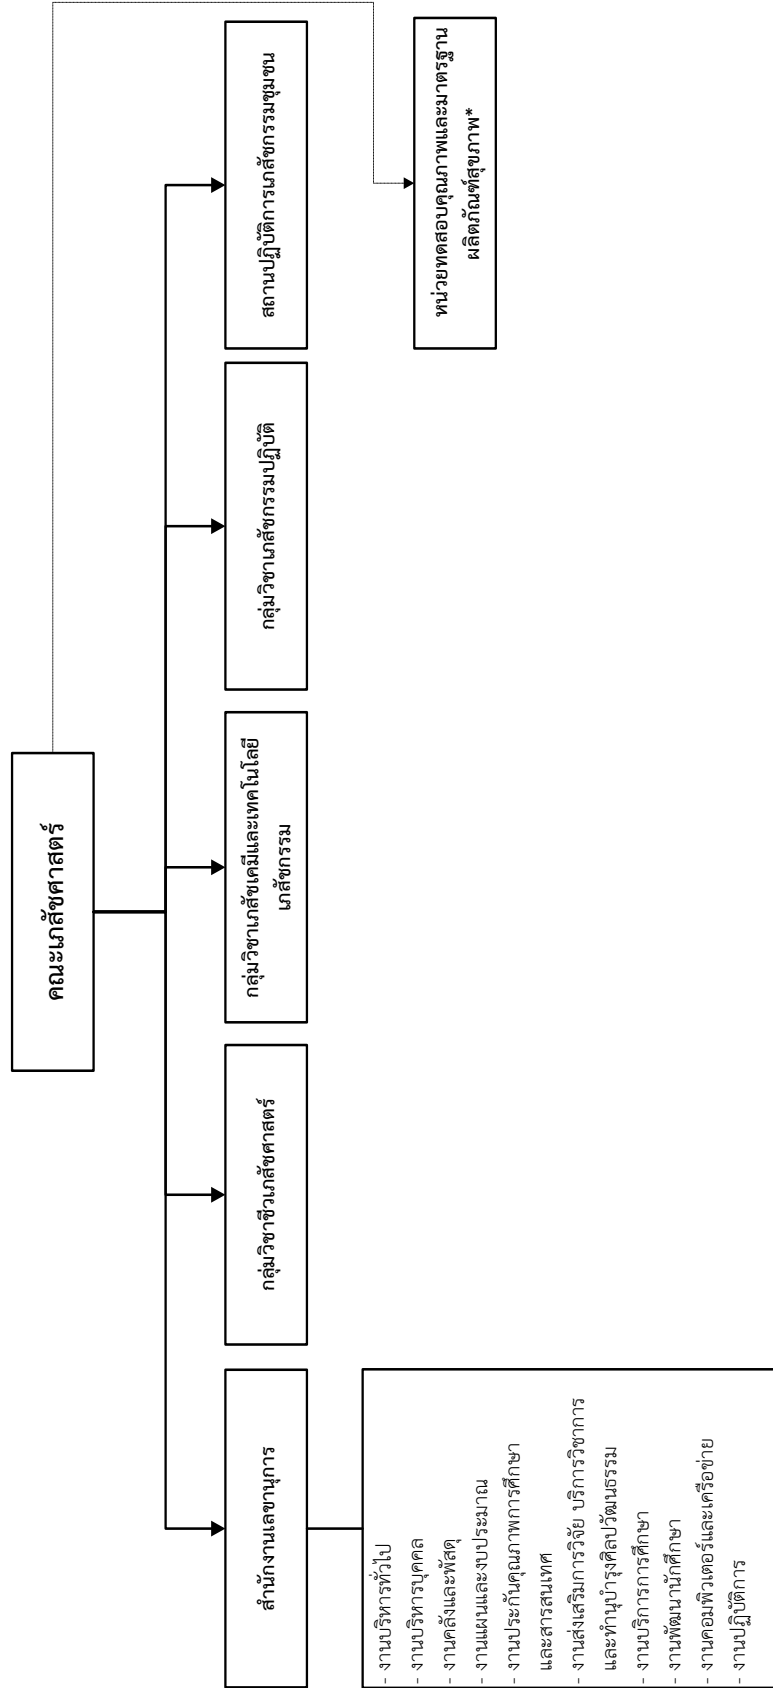 คณะเภสัชศาสตร์
สำนักงานเลขานุการ
กลุ่มวิชาชีวเภสัชศาสตร์
กลุ่มวิชาเภสัชเคมีและเทคโนโลยี
เภสัชกรรม
กลุ่มวิชาเภสัชกรรมปฏิบัติ
สถานปฏิบัติการเภสัชกรรมชุมชน
- งานบริหารทั่วไป
- งานบริหารบุคคล
- งานคลังและพัสดุ
- งานแผนและงบประมาณ
- งานประกันคุณภาพการศึกษา
และสารสนเทศ
- งานส่งเสริมการวิจัย บริการวิชาการ
และทำนุบำรุงศิลปวัฒนธรรม
- งานบริการการศึกษา
- งานพัฒนานักศึกษา
- งานคอมพิวเตอร์และเครือข่าย
- งานปฏิบัติการ
หน่วยทดสอบคุณภาพและมาตรฐาน
ผลิตภัณฑ์สุขภาพ*